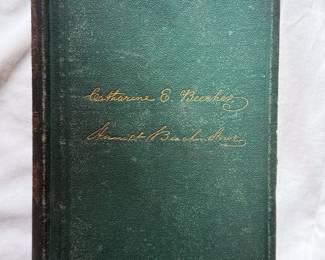 Catharine E. Beecher
Harriet Beecher Stowe